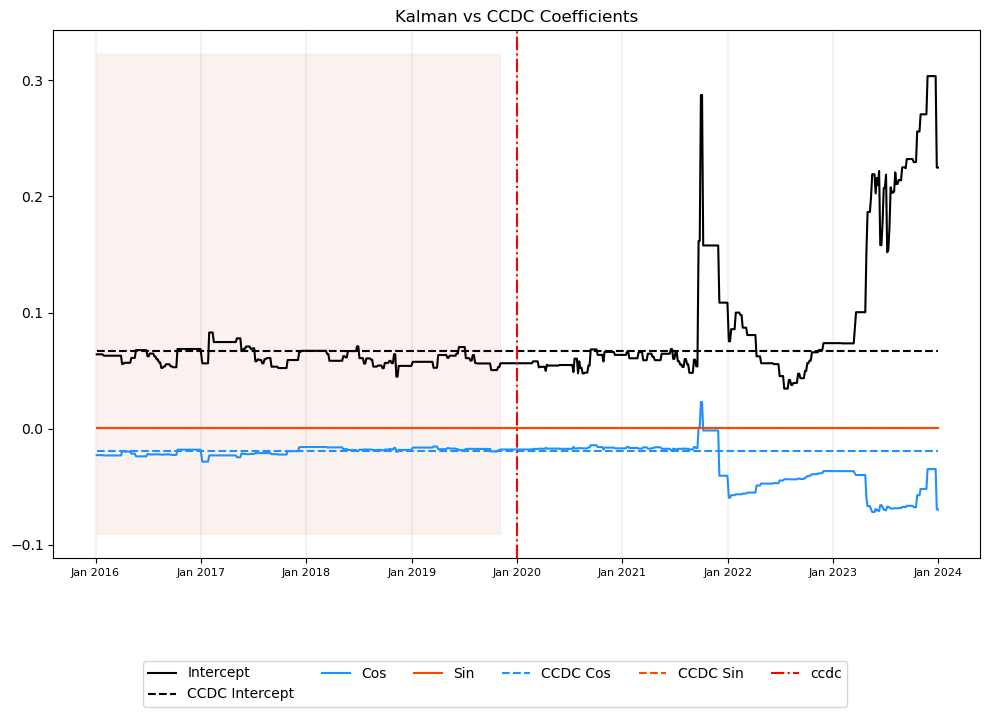 Kalman vs CCDC Coefficients
0.3
0.2
0.1
0.0
−0.1
Jan 2016 Jan 2017 Jan 2018 Jan 2019 Jan 2020 Jan 2021 Jan 2022 Jan 2023 Jan 2024
Intercept Cos Sin CCDC Cos CCDC Sin ccdc
CCDC Intercept